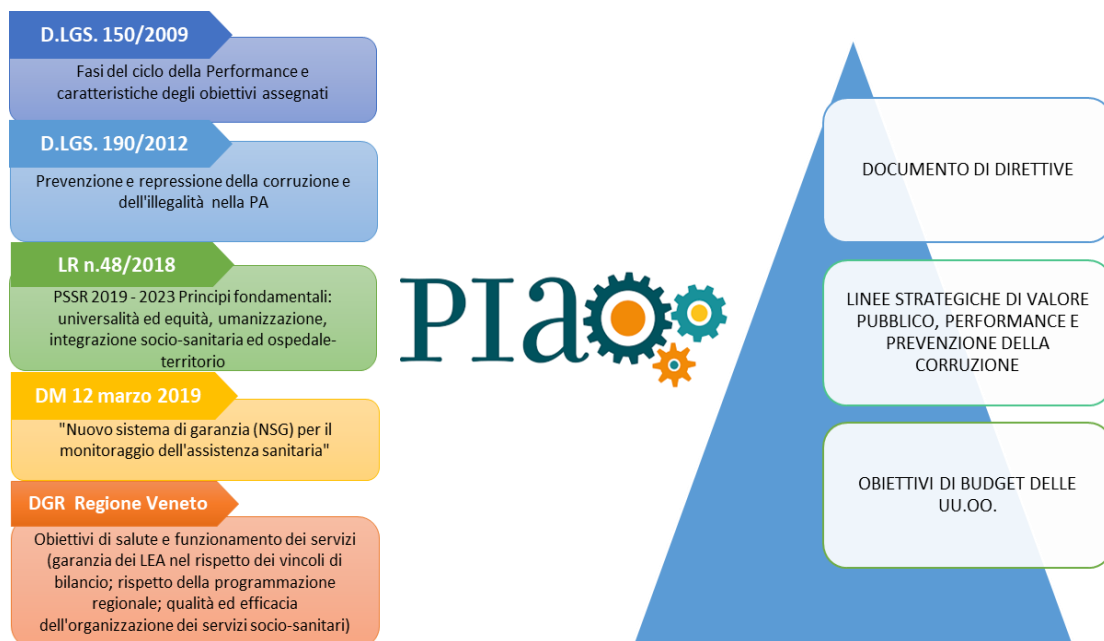 D.LGS. 150/2009
Fasi del ciclo della Performance e
caratteristiche degli obiettivi assegnati
D.LGS. 190/2012
Prevenzione e repressione della corruzione e
dell'illegalità nella PA
LR n.48/2018
PSSR 2019 - 2023 Principi fondamentali:
universalità ed equità, umanizzazione,
integrazione socio-sanitaria ed ospedale-
territorio
DM 12 marzo 2019
"Nuovo sistema di garanzia (NSG) per il
monitoraggio dell'assistenza sanitaria"
DGR Regione Veneto
Obiettivi di salute e funzionamento dei servizi
(garanzia dei LEA nel rispetto dei vincoli di
bilancio; rispetto della programmazione
regionale; qualità ed efficacia
dell'organizzazione dei servizi socio-sanitari)
PIao
DOCUMENTO DI DIRETTIVE
LINEE STRATEGICHE DI VALORE
PUBBLICO, PERFORMANCE E
PREVENZIONE DELLA
CORRUZIONE
OBIETTIVI DI BUDGET DELLE
UU.OO.